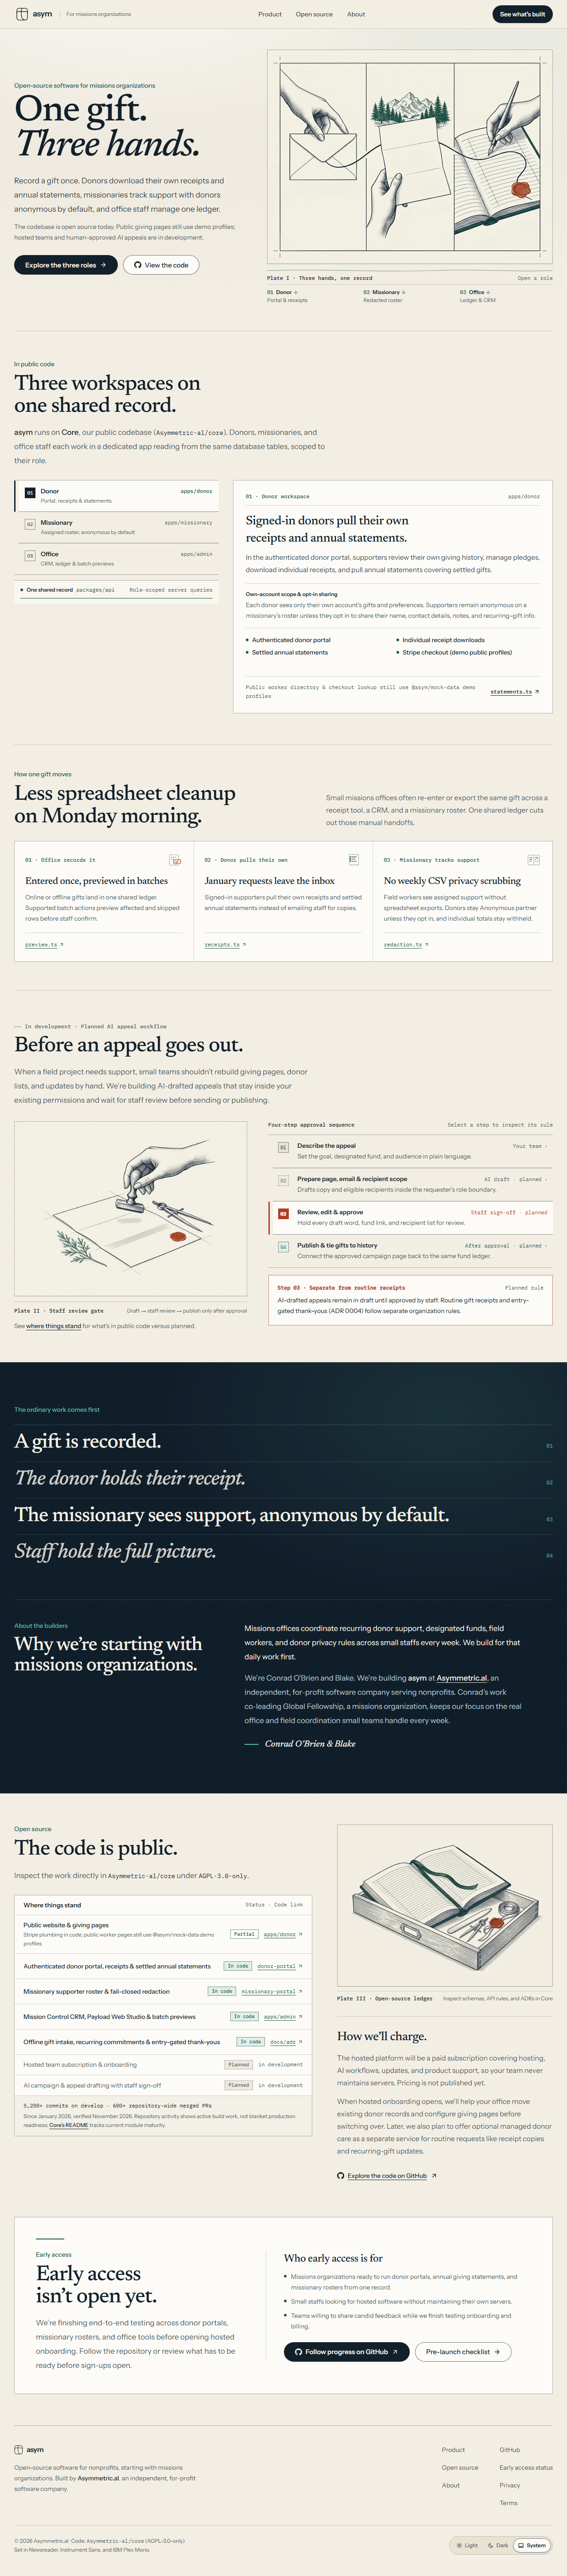 asym
For missions organizations
Product
Open source
About
See what's built
Open-source software for missions organizations
One gift.
Three hands.
Record a gift once. Donors download their own receipts and
annual statements, missionaries track support with donors
anonymous by default, and office staff manage one ledger.
The codebase is open source today. Public giving pages still use demo profiles;
hosted teams and human-approved AI appeals are in development.
Explore the three roles →
View the code
Plate I · Three hands, one record
Open a role
01 Donor ↓
Portal & receipts
02 Missionary ↓
Redacted roster
03 Office ↓
Ledger & CRM
In public code
Three workspaces on
one shared record.
asym runs on Core, our public codebase (Asymmetric-al/core). Donors, missionaries, and
office staff each work in a dedicated app reading from the same database tables, scoped to
their role.
01 Donor apps/donor
Portal, receipts & statements
02 Missionary apps/missionary
Assigned roster, anonymous by default
03 Office apps/admin
CRM, ledger & batch previews
One shared record packages/api Role-scoped server queries
01 · Donor workspace apps/donor
Signed-in donors pull their own
receipts and annual statements.
In the authenticated donor portal, supporters review their own giving history, manage pledges,
download individual receipts, and pull annual statements covering settled gifts.
Own-account scope & opt-in sharing
Each donor sees only their own account's gifts and preferences. Supporters remain anonymous on a
missionary's roster unless they opt in to share their name, contact details, notes, and recurring-gift info.
Authenticated donor portal
Individual receipt downloads
Settled annual statements
Stripe checkout (demo public profiles)
Public worker directory & checkout lookup still use @asym/mock-data demo
profiles
statements.ts ↗
How one gift moves
Less spreadsheet cleanup
on Monday morning.
Small missions offices often re-enter or export the same gift across a
receipt tool, a CRM, and a missionary roster. One shared ledger cuts
out those manual handoffs.
01 · Office records it
Entered once, previewed in batches
Online or offline gifts land in one shared ledger.
Supported batch actions preview affected and skipped
rows before staff confirm.
preview.ts ↗
02 · Donor pulls their own
January requests leave the inbox
Signed-in supporters pull their own receipts and settled
annual statements instead of emailing staff for copies.
receipts.ts ↗
03 · Missionary tracks support
No weekly CSV privacy scrubbing
Field workers see assigned support without
spreadsheet exports. Donors stay Anonymous partner
unless they opt in, and individual totals stay withheld.
redaction.ts ↗
In development · Planned AI appeal workflow
Before an appeal goes out.
When a field project needs support, small teams shouldn't rebuild giving pages, donor
lists, and updates by hand. We're building AI-drafted appeals that stay inside your
existing permissions and wait for staff review before sending or publishing.
Plate II · Staff review gate
Draft → staff review → publish only after approval
See where things stand for what's in public code versus planned.
Four-step approval sequence
Select a step to inspect its rule
01 Describe the appeal Your team ›
Set the goal, designated fund, and audience in plain language.
02 Prepare page, email & recipient scope AI draft · planned ›
Drafts copy and eligible recipients inside the requester's role boundary.
03 Review, edit & approve Staff sign-off · planned
Hold every draft word, fund link, and recipient list for review.
04 Publish & tie gifts to history After approval · planned ›
Connect the approved campaign page back to the same fund ledger.
Step 03 · Separate from routine receipts Planned rule
AI-drafted appeals remain in draft until approved by staff. Routine gift receipts and entry-
gated thank-yous (ADR 0004) follow separate organization rules.
The ordinary work comes first
A gift is recorded. 01
The donor holds their receipt. 02
The missionary sees support, anonymous by default. 03
Staff hold the full picture. 04
About the builders
Why we're starting with
missions organizations.
Missions offices coordinate recurring donor support, designated funds, field
workers, and donor privacy rules across small staffs every week. We build for that
daily work first.
We're Conrad O'Brien and Blake. We're building asym at Asymmetric.al, an
independent, for-profit software company serving nonprofits. Conrad's work
co-leading Global Fellowship, a missions organization, keeps our focus on the real
office and field coordination small teams handle every week.
Conrad O'Brien & Blake
Open source
The code is public.
Inspect the work directly in Asymmetric-al/core under AGPL-3.0-only.
Where things stand Status · Code link
Public website & giving pages
Stripe plumbing in code; public worker pages still use @asym/mock-data demo
profiles
Partial apps/donor ↗
Authenticated donor portal, receipts & settled annual statements In code donor-portal ↗
Missionary supporter roster & fail-closed redaction In code missionary-portal ↗
Mission Control CRM, Payload Web Studio & batch previews In code apps/admin ↗
Offline gift intake, recurring commitments & entry-gated thank-yous In code docs/adr ↗
Hosted team subscription & onboarding Planned in development
AI campaign & appeal drafting with staff sign-off Planned in development
5,200+ commits on develop · 600+ repository-wide merged PRs
Since January 2026, verified November 2026. Repository activity shows active build work, not blanket production
readiness; Core's README tracks current module maturity.
Plate III · Open-source ledger
Inspect schemas, API rules, and ADRs in Core
How we'll charge.
The hosted platform will be a paid subscription covering hosting,
AI workflows, updates, and product support, so your team never
maintains servers. Pricing is not published yet.
When hosted onboarding opens, we'll help your office move
existing donor records and configure giving pages before
switching over. Later, we also plan to offer optional managed donor
care as a separate service for routine requests like receipt copies
and recurring-gift updates.
Explore the code on GitHub ↗
Early access
Early access
isn't open yet.
We're finishing end-to-end testing across donor portals,
missionary rosters, and office tools before opening hosted
onboarding. Follow the repository or review what has to be
ready before sign-ups open.
Who early access is for
Missions organizations ready to run donor portals, annual giving statements, and
missionary rosters from one record.
Small staffs looking for hosted software without maintaining their own servers.
Teams willing to share candid feedback while we finish testing onboarding and
billing.
Follow progress on GitHub ↗
Pre-launch checklist →
asym
Open-source software for nonprofits, starting with missions
organizations. Built by Asymmetric.al, an independent, for-profit
software company.
Product
Open source
About
GitHub
Early access status
Privacy
Terms
© 2026 Asymmetric.al · Code: Asymmetric-al/core (AGPL-3.0-only)
Set in Newsreader, Instrument Sans, and IBM Plex Mono.
Light
Dark
System